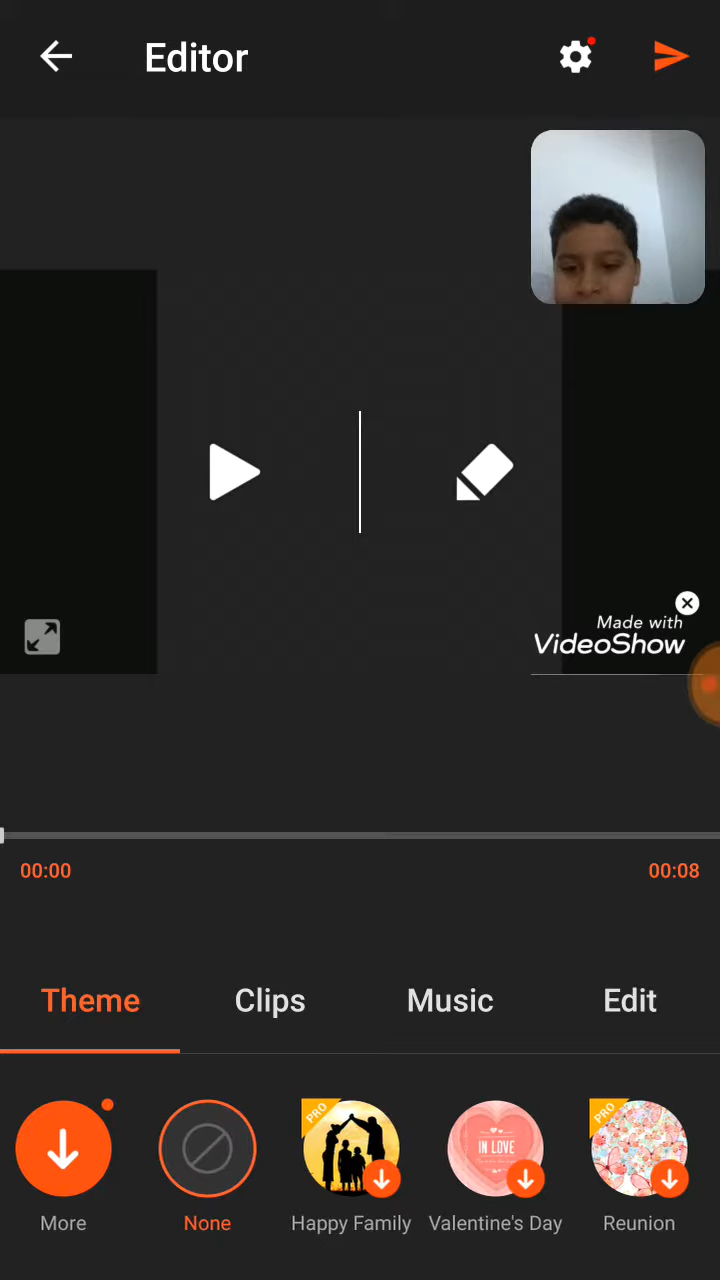 Editor
Made with
VideoShow
00:00
00:08
Theme
Clips
Music
Edit
PRO
IN LOVE
PRO
More
None
Happy Family
Valentine's Day
Reunion